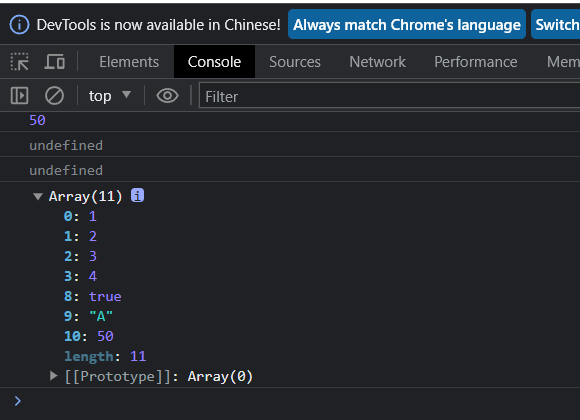 DevTools is now available in Chinese! Always match Chrome's language Switch
Elements Console Sources Network Performance Mem
top Filter
50
undefined
undefined
Array(11) i
0: 1
1: 2
2: 3
3: 4
8: true
9: "A"
10: 50
length: 11
[[Prototype]]: Array(0)